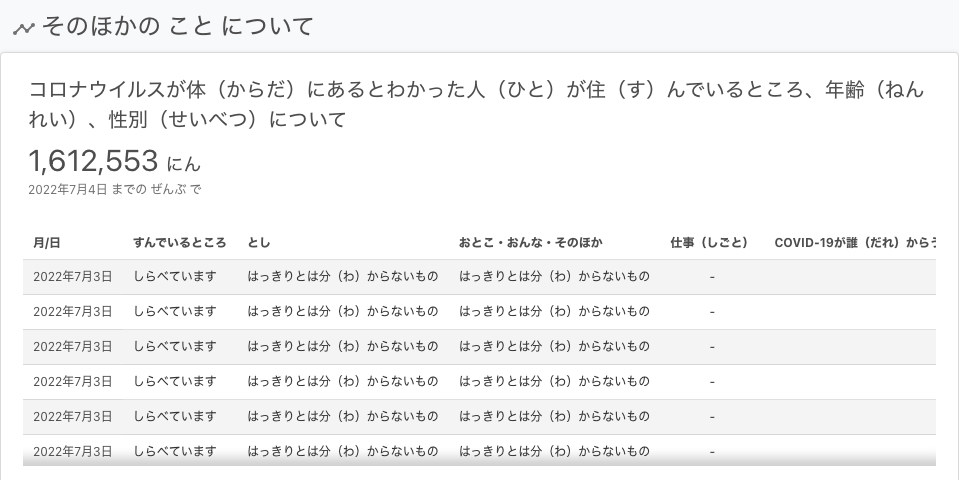 そのほかの こと について
コロナウイルスが体（からだ）にあるとわかった人（ひと）が住（す）んでいるところ、年齢（ねん
れい）、性別（せいべつ）について
1,612,553 にん
2022年7月4日 までの ぜんぶ で
月/日 すんでいるところ とし おとこ・おんな・そのほか 仕事（しごと） COVID-19が誰（だれ）から
2022年7月3日 しらべています はっきりとは分（わ）からないもの はっきりとは分（わ）からないもの -
2022年7月3日 しらべています はっきりとは分（わ）からないもの はっきりとは分（わ）からないもの -
2022年7月3日 しらべています はっきりとは分（わ）からないもの はっきりとは分（わ）からないもの -
2022年7月3日 しらべています はっきりとは分（わ）からないもの はっきりとは分（わ）からないもの -
2022年7月3日 しらべています はっきりとは分（わ）からないもの はっきりとは分（わ）からないもの -
2022年7月3日 しらべています はっきりとは分（わ）からないもの はっきりとは分（わ）からないもの -